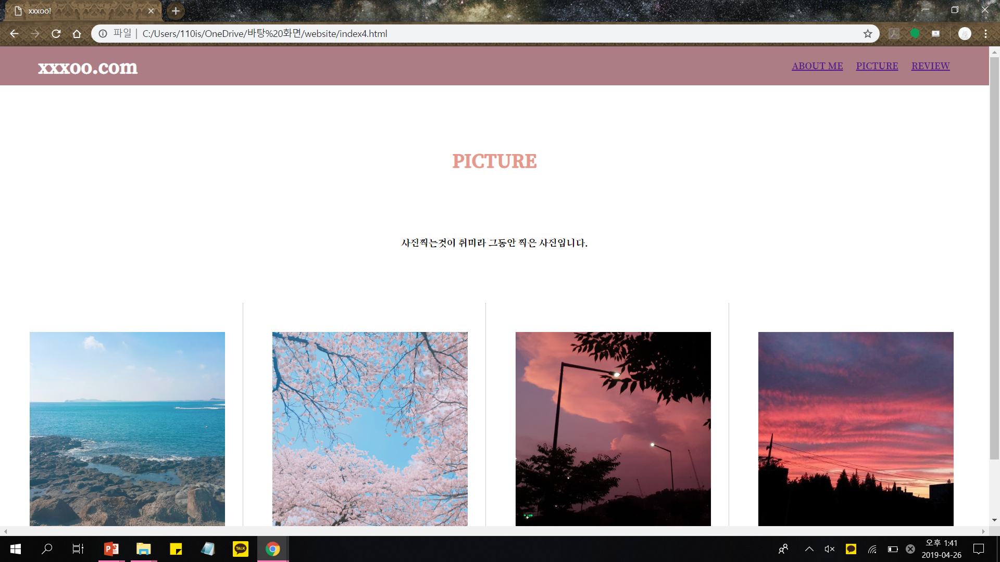 xxxoo!
파일 | C:/Users/110is/OneDrive/바탕%20화면/website/index4.html
xxxoo.com
ABOUT ME PICTURE REVIEW
PICTURE
사진찍는것이 취미라 그동안 찍은 사진입니다.
TALK
오후 1:41
2019-04-26